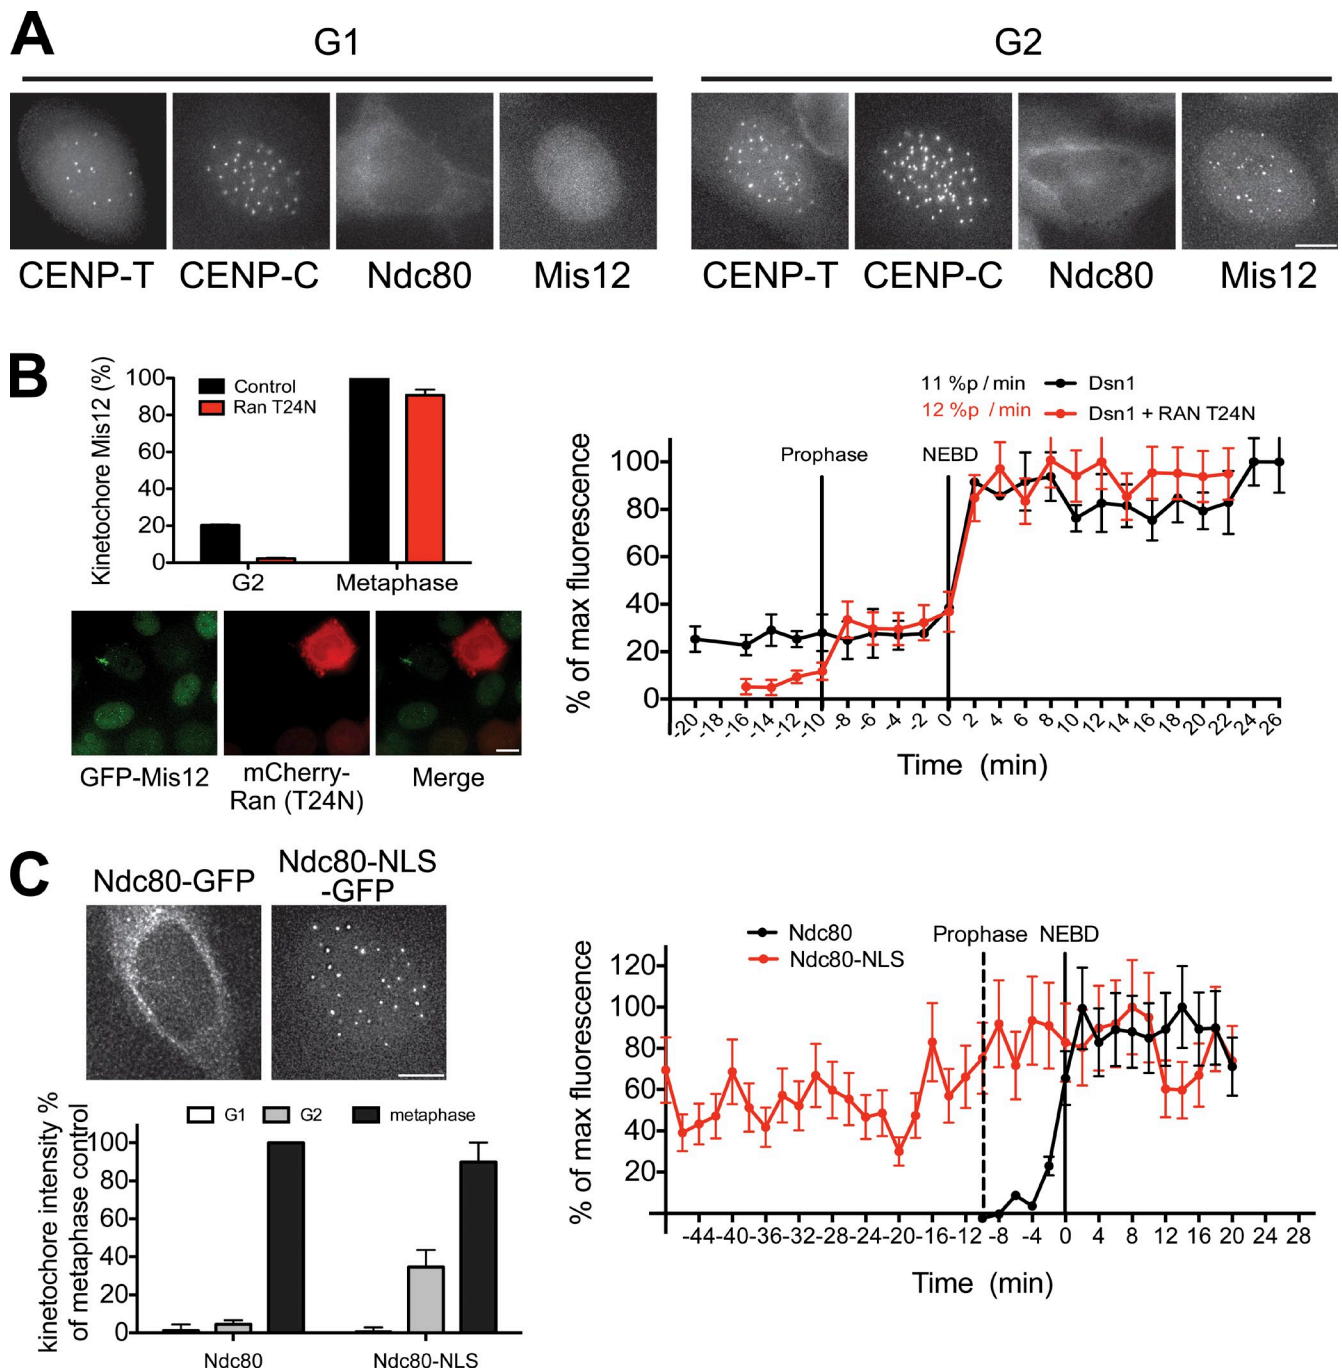 A
G1
G2
CENP-T
CENP-C
Ndc80
Mis12
CENP-T
CENP-C
Ndc80
Mis12
B
Kinetochore Mis12 (%)
100
80
60
40
20
0
Control
Ran T24N
G2
Metaphase
GFP-Mis12
mCherry-
Ran (T24N)
Merge
11 %p / min
Dsn1
12 %p / min
Dsn1 + RAN T24N
% of max fluorescence
Prophase
NEBD
100
80
60
40
20
0
-20 -18 -16 -14 -12 -10 -8 -6 -4 -2 0 2 4 6 8 10 12 14 16 18 20 22 24 26
Time (min)
C
Ndc80-GFP
Ndc80-NLS
-GFP
kinetochore intensity %
of metaphase control
G1
G2
metaphase
100
80
60
40
20
0
Ndc80
Ndc80-NLS
Ndc80
Ndc80-NLS
Prophase
NEBD
% of max fluorescence
120
100
80
60
40
20
-44 -40 -36 -32 -28 -24 -20 -16 -12 -8 -4 0 4 8 12 16 20 24 28
Time (min)